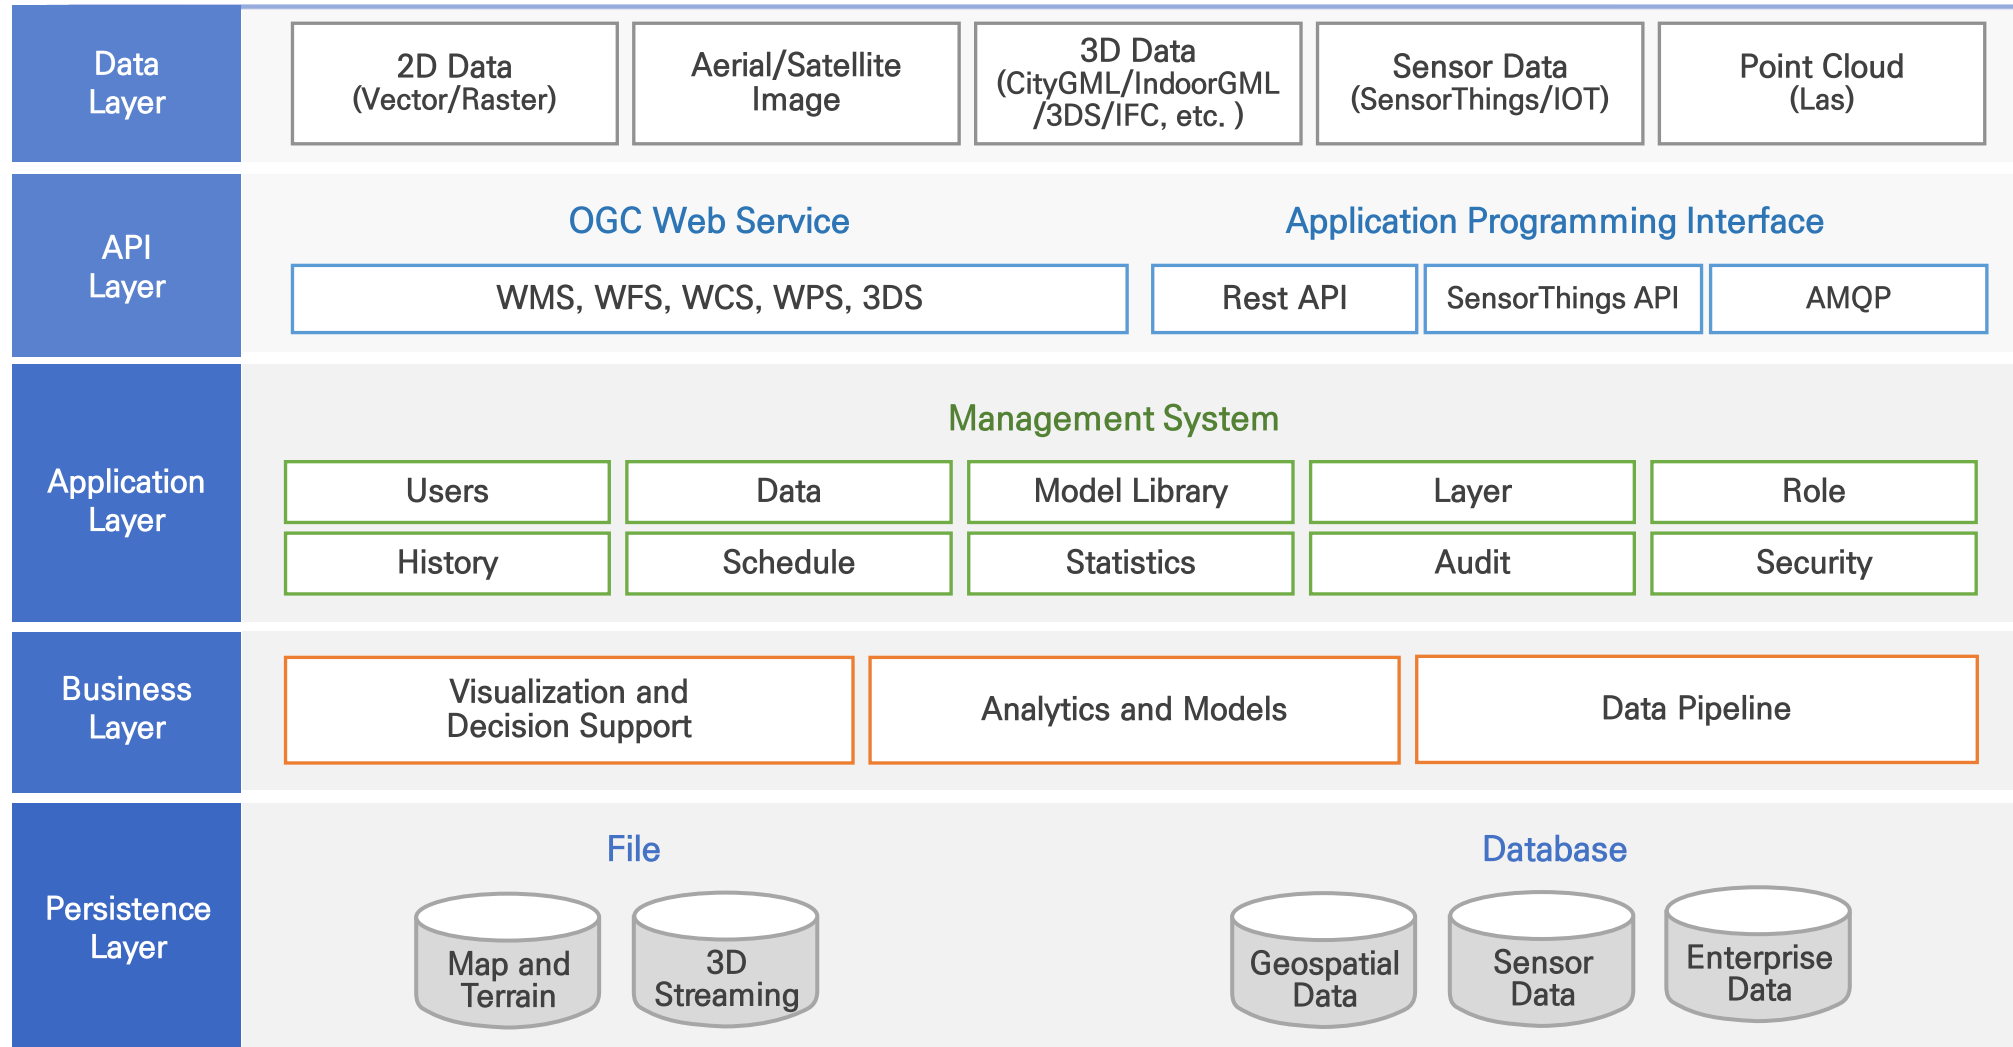 Data
Layer
2D Data
(Vector/Raster)
Aerial/Satellite
Image
3D Data
(CityGML/IndoorGML
/3DS/IFC, etc. )
Sensor Data
(SensorThings/IOT)
Point Cloud
(Las)
API
Layer
OGC Web Service
WMS, WFS, WCS, WPS, 3DS
Application Programming Interface
Rest API
SensorThings API
AMQP
Application
Layer
Management System
Users
Data
Model Library
Layer
Role
History
Schedule
Statistics
Audit
Security
Business
Layer
Visualization and
Decision Support
Analytics and Models
Data Pipeline
Persistence
Layer
File
Map and
Terrain
3D
Streaming
Database
Geospatial
Data
Sensor
Data
Enterprise
Data